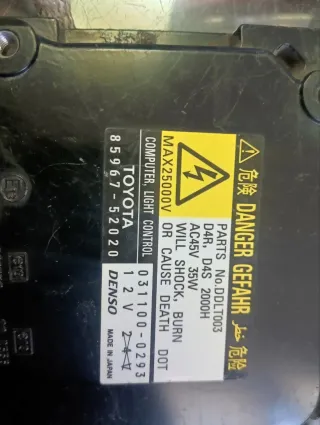 ⚠ 危険 DANGER GEFAHR خطر 危險
PARTS No.DDLT003
D4R, D4S 2000H
AC45V 35W
MAX25000V
WILL SHOCK, BURN
OR CAUSE DEATH DOT
COMPUTER, LIGHT CONTROL
031100-0293
TOYOTA
12V
85967-52020
DENSO
MADE IN JAPAN